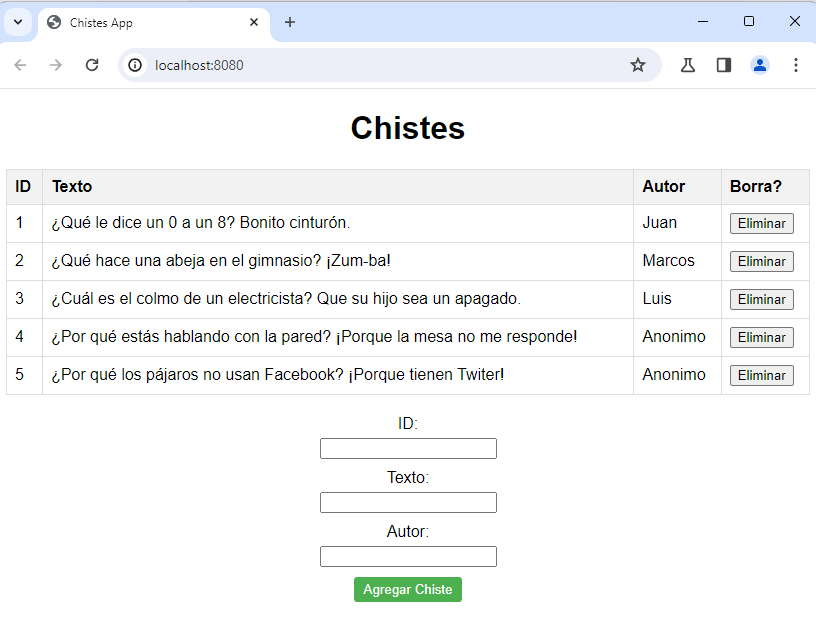 Chistes App
localhost:8080
Chistes
ID Texto Autor Borra?
1 ¿Qué le dice un 0 a un 8? Bonito cinturón. Juan Eliminar
2 ¿Qué hace una abeja en el gimnasio? ¡Zum-ba! Marcos Eliminar
3 ¿Cuál es el colmo de un electricista? Que su hijo sea un apagado. Luis Eliminar
4 ¿Por qué estás hablando con la pared? ¡Porque la mesa no me responde! Anonimo Eliminar
5 ¿Por qué los pájaros no usan Facebook? ¡Porque tienen Twiter! Anonimo Eliminar
ID:
Texto:
Autor:
Agregar Chiste